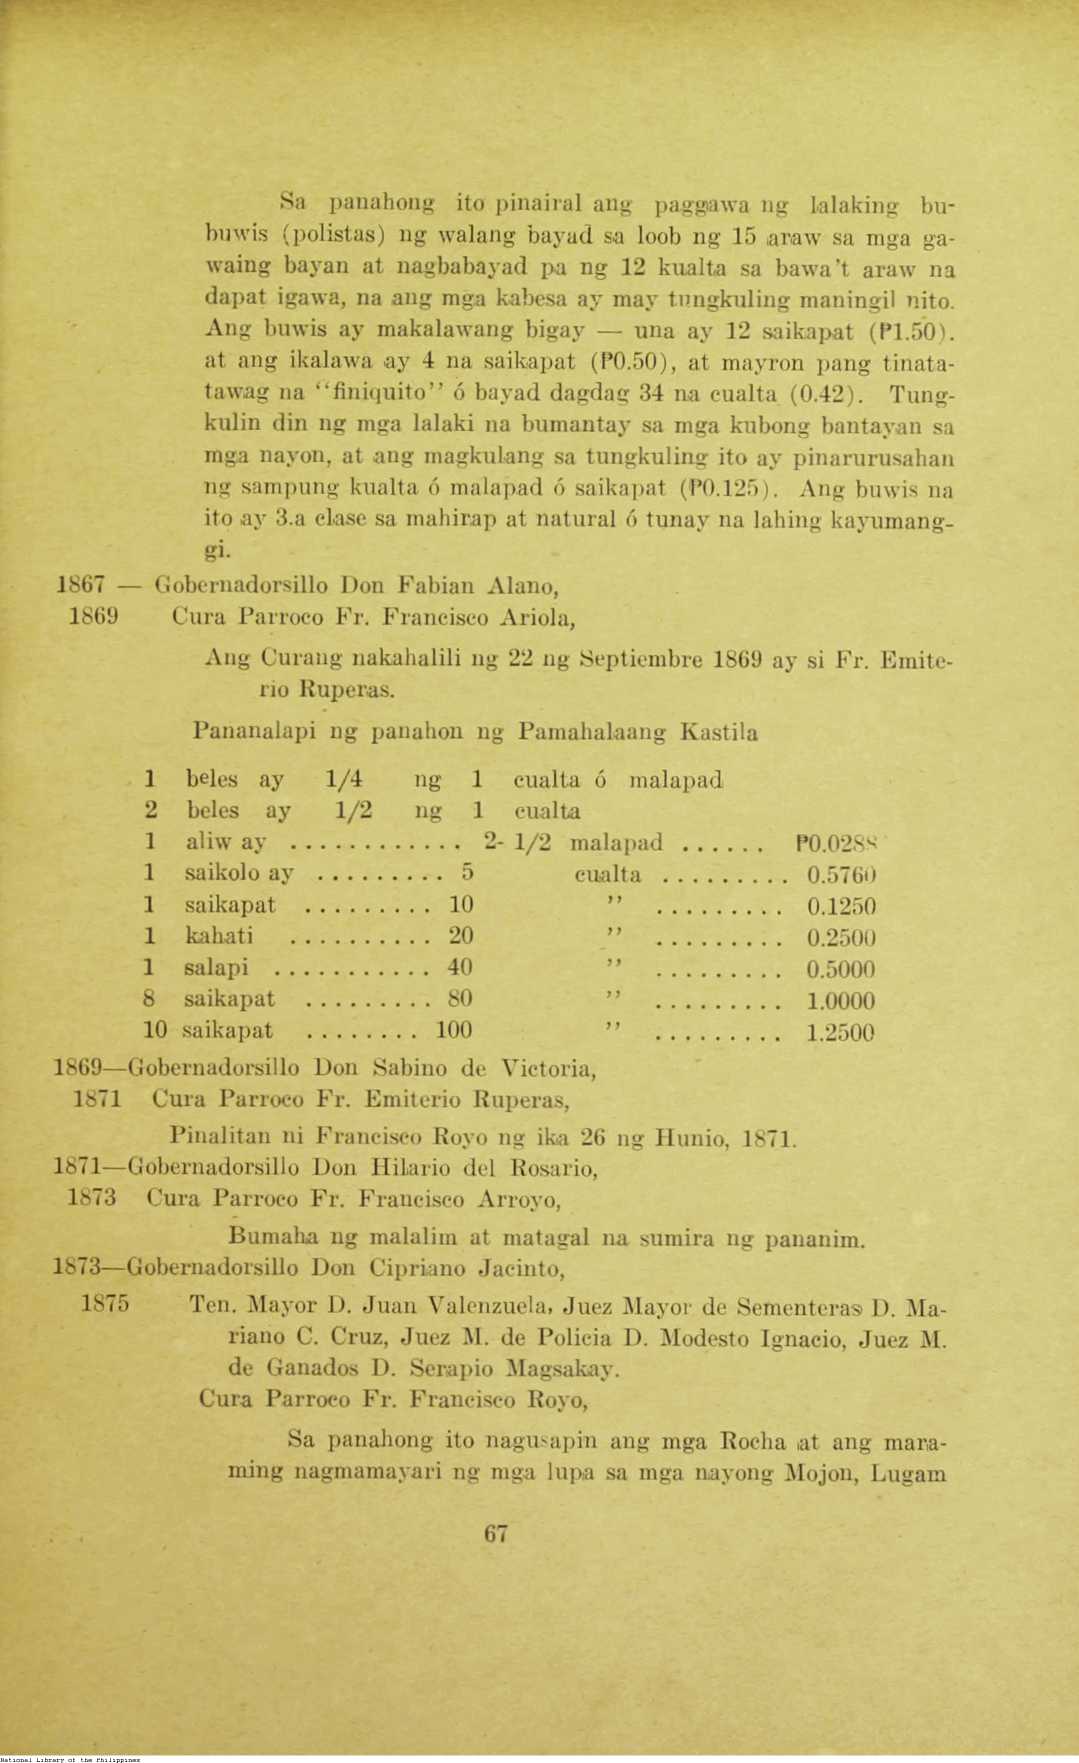 Sa panahong ito pinairal ang paggawa ng lalaking bu-
buwis (polistas) ng walang bayad sa loob ng 15 araw sa mga ga-
waing bayan at nagbabayad pa ng 12 kualta sa bawa't araw na
dapat igawa, na ang mga kabesa ay may tungkuling maningil nito.
Ang buwis ay makalawang bigay — una ay 12 saikapat (₱1.50).
at ang ikalawa ay 4 na saikapat (₱0.50), at mayron pang tinata-
tawag na “finiquito” ó bayad dagdag 34 na cualta (0.42). Tung-
kulin din ng mga lalaki na bumantay sa mga kubong bantayan sa
mga nayon, at ang magkulang sa tungkuling ito ay pinarurusahan
ng sampung kualta ó malapad ó saikapat (₱0.125). Ang buwis na
ito ay 3.a clase sa mahirap at natural ó tunay na lahing kayumang-
gi.
1867 — Gobernadorsillo Don Fabian Alano,
1869 Cura Parroco Fr. Francisco Ariola,
Ang Curang nakahalili ng 22 ng Septiembre 1869 ay si Fr. Emite-
rio Ruperas.
Pananalapi ng panahon ng Pamahalaang Kastila
1 beles ay 1/4 ng 1 cualta ó malapad
2 beles ay 1/2 ng 1 cualta
1 aliw ay ............ 2- 1/2 malapad ...... ₱0.0288
1 saikolo ay ......... 5 cualta ......... 0.5760
1 saikapat ......... 10 ” ......... 0.1250
1 kahati .......... 20 ” ......... 0.2500
1 salapi ........... 40 ” ......... 0.5000
8 saikapat ......... 80 ” ......... 1.0000
10 saikapat ........ 100 ” ......... 1.2500
1869—Gobernadorsillo Don Sabino de Victoria,
1871 Cura Parroco Fr. Emiterio Ruperas,
Pinalitan ni Francisco Royo ng ika 26 ng Hunio, 1871.
1871—Gobernadorsillo Don Hilario del Rosario,
1873 Cura Parroco Fr. Francisco Arroyo,
Bumaha ng malalim at matagal na sumira ng pananim.
1873—Gobernadorsillo Don Cipriano Jacinto,
1875 Ten. Mayor D. Juan Valenzuela, Juez Mayor de Sementeras D. Ma-
riano C. Cruz, Juez M. de Policia D. Modesto Ignacio, Juez M.
de Ganados D. Serapio Magsakay.
Cura Parroco Fr. Francisco Royo,
Sa panahong ito nagusapin ang mga Rocha at ang mara-
ming nagmamayari ng mga lupa sa mga nayong Mojon, Lugam
67
National Library of the Philippines